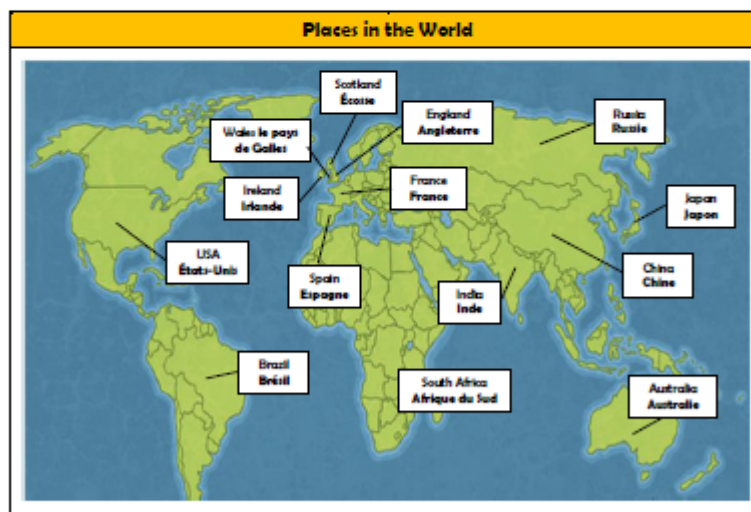 Places in the World
Scotland
Écosse
England
Angleterre
Russia
Russie
Wales le pays
de Galles
Ireland
Irlande
France
France
Japan
Japon
USA
États-Unis
Spain
Espagne
India
Inde
China
Chine
Brazil
Brésil
South Africa
Afrique du Sud
Australia
Australie